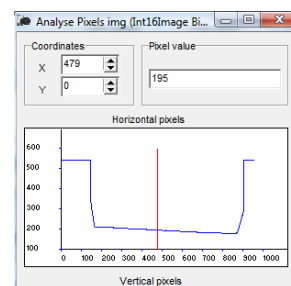 Analyse Pixels img (Int16Image Bi...
Coordinates
Pixel value
X 479
195
Y 0
Horizontal pixels
600
500
400
300
200
100
0 100 200 300 400 500 600 700 800 900 1000
Vertical pixels